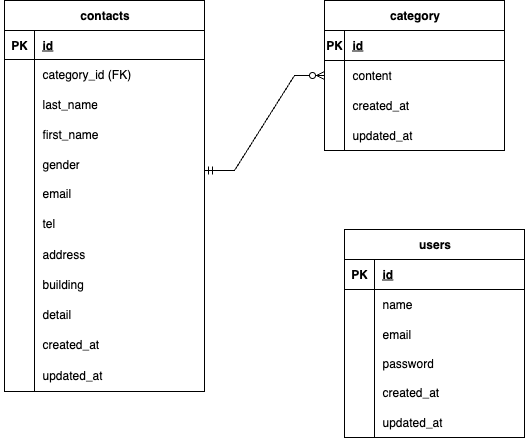 contacts
PK id
category_id (FK)
last_name
first_name
gender
email
tel
address
building
detail
created_at
updated_at
category
PK id
content
created_at
updated_at
users
PK id
name
email
password
created_at
updated_at